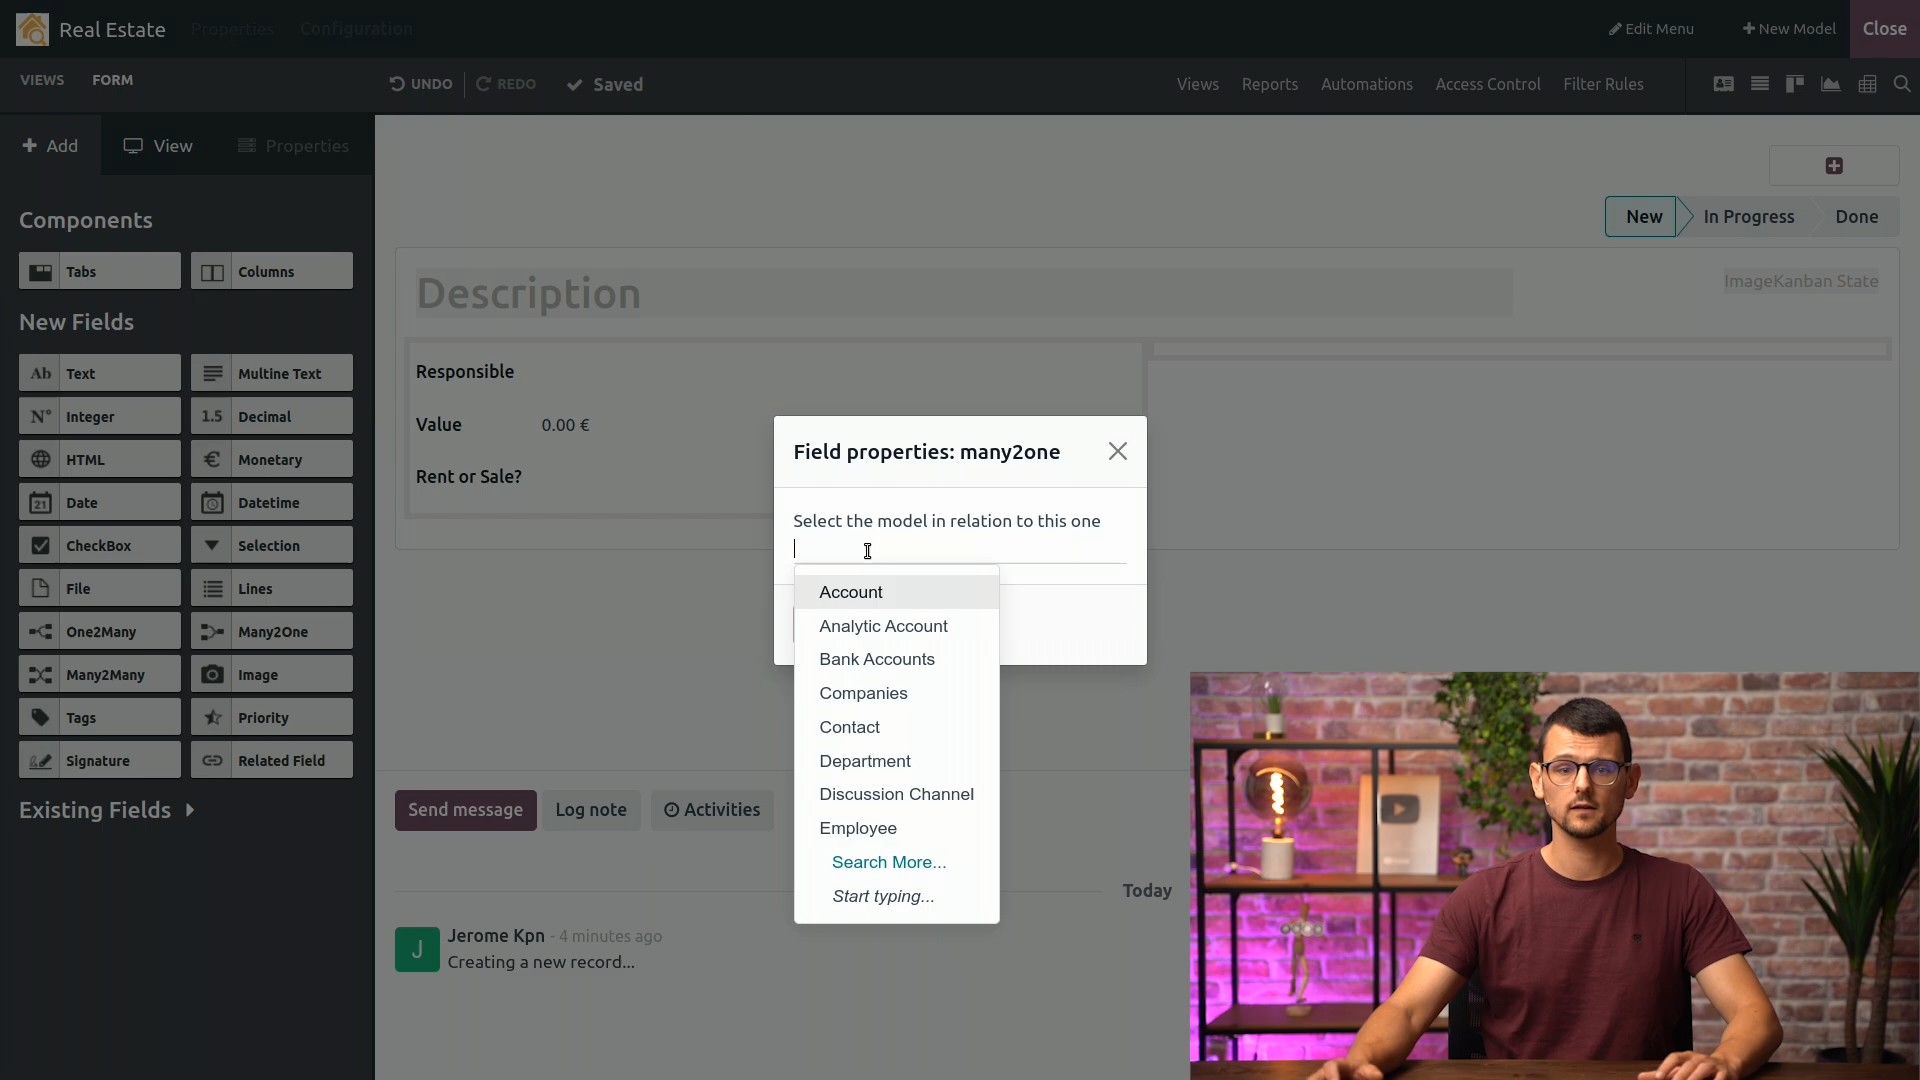 Real Estate
Properties
Configuration
Edit Menu
New Model
Close
VIEWS
FORM
UNDO
REDO
Saved
Views
Reports
Automations
Access Control
Filter Rules
Add
View
Properties
Components
Tabs
Columns
New Fields
Ab Text
Multine Text
N° Integer
1.5 Decimal
HTML
€ Monetary
21 Date
Datetime
CheckBox
Selection
File
Lines
One2Many
Many2One
Many2Many
Image
Tags
Priority
Signature
Related Field
Existing Fields
New
In Progress
Done
Description
ImageKanban State
Responsible
Value 0.00 €
Rent or Sale?
Field properties: many2one
Select the model in relation to this one
Account
Analytic Account
Bank Accounts
Companies
Contact
Department
Discussion Channel
Employee
Search More...
Start typing...
Send message
Log note
Activities
Today
J
Jerome Kpn - 4 minutes ago
Creating a new record...